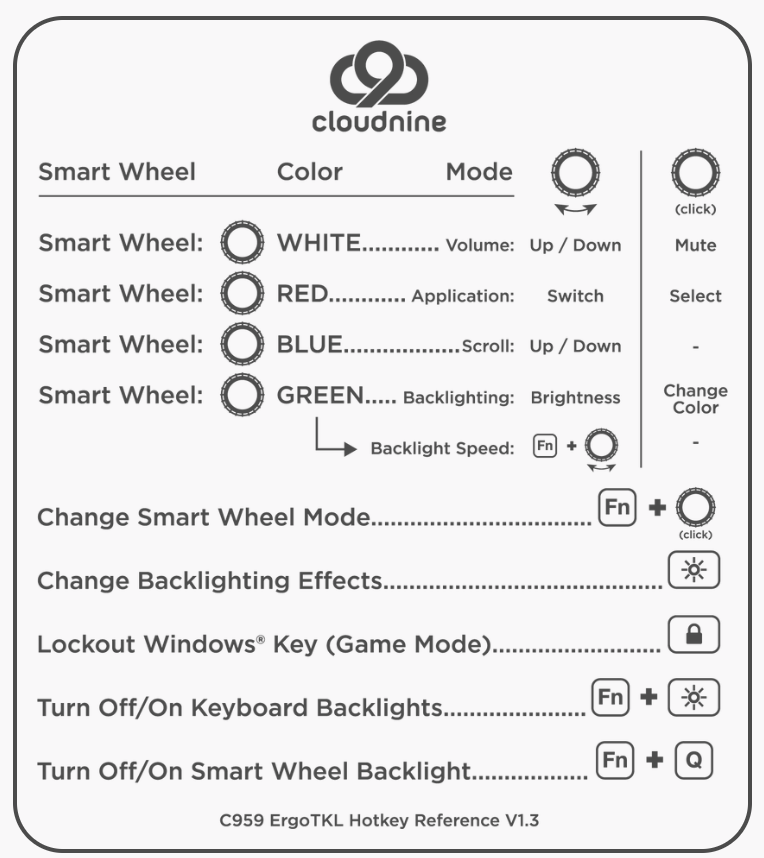 cloudnine
Smart Wheel Color Mode
(click)
Smart Wheel: WHITE............ Volume: Up / Down Mute
Smart Wheel: RED........... Application: Switch Select
Smart Wheel: BLUE.................Scroll: Up / Down -
Smart Wheel: GREEN..... Backlighting: Brightness Change
Color
Backlight Speed: Fn + -
Change Smart Wheel Mode................................. Fn +
(click)
Change Backlighting Effects..........................................
Lockout Windows® Key (Game Mode).........................
Turn Off/On Keyboard Backlights..................... Fn +
Turn Off/On Smart Wheel Backlight................. Fn + Q
C959 ErgoTKL Hotkey Reference V1.3